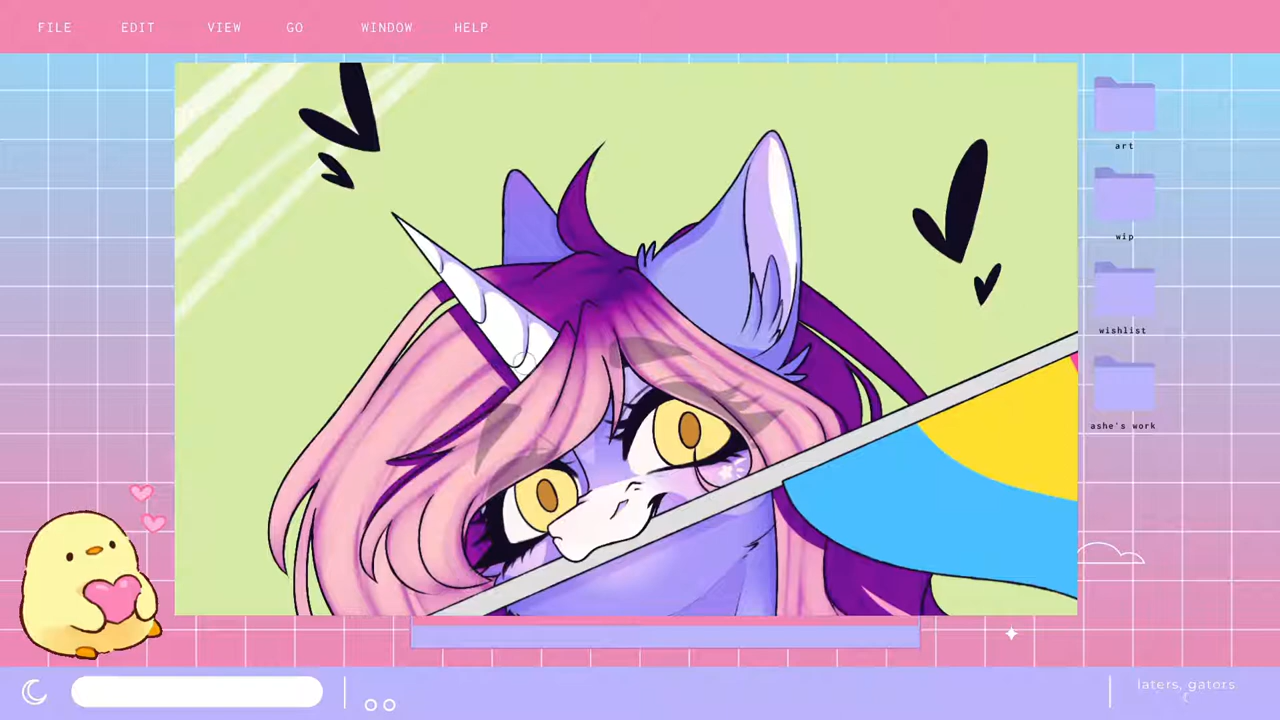 FILE EDIT VIEW GO WINDOW HELP
art
wip
wishlist
ashe's work
laters, gators